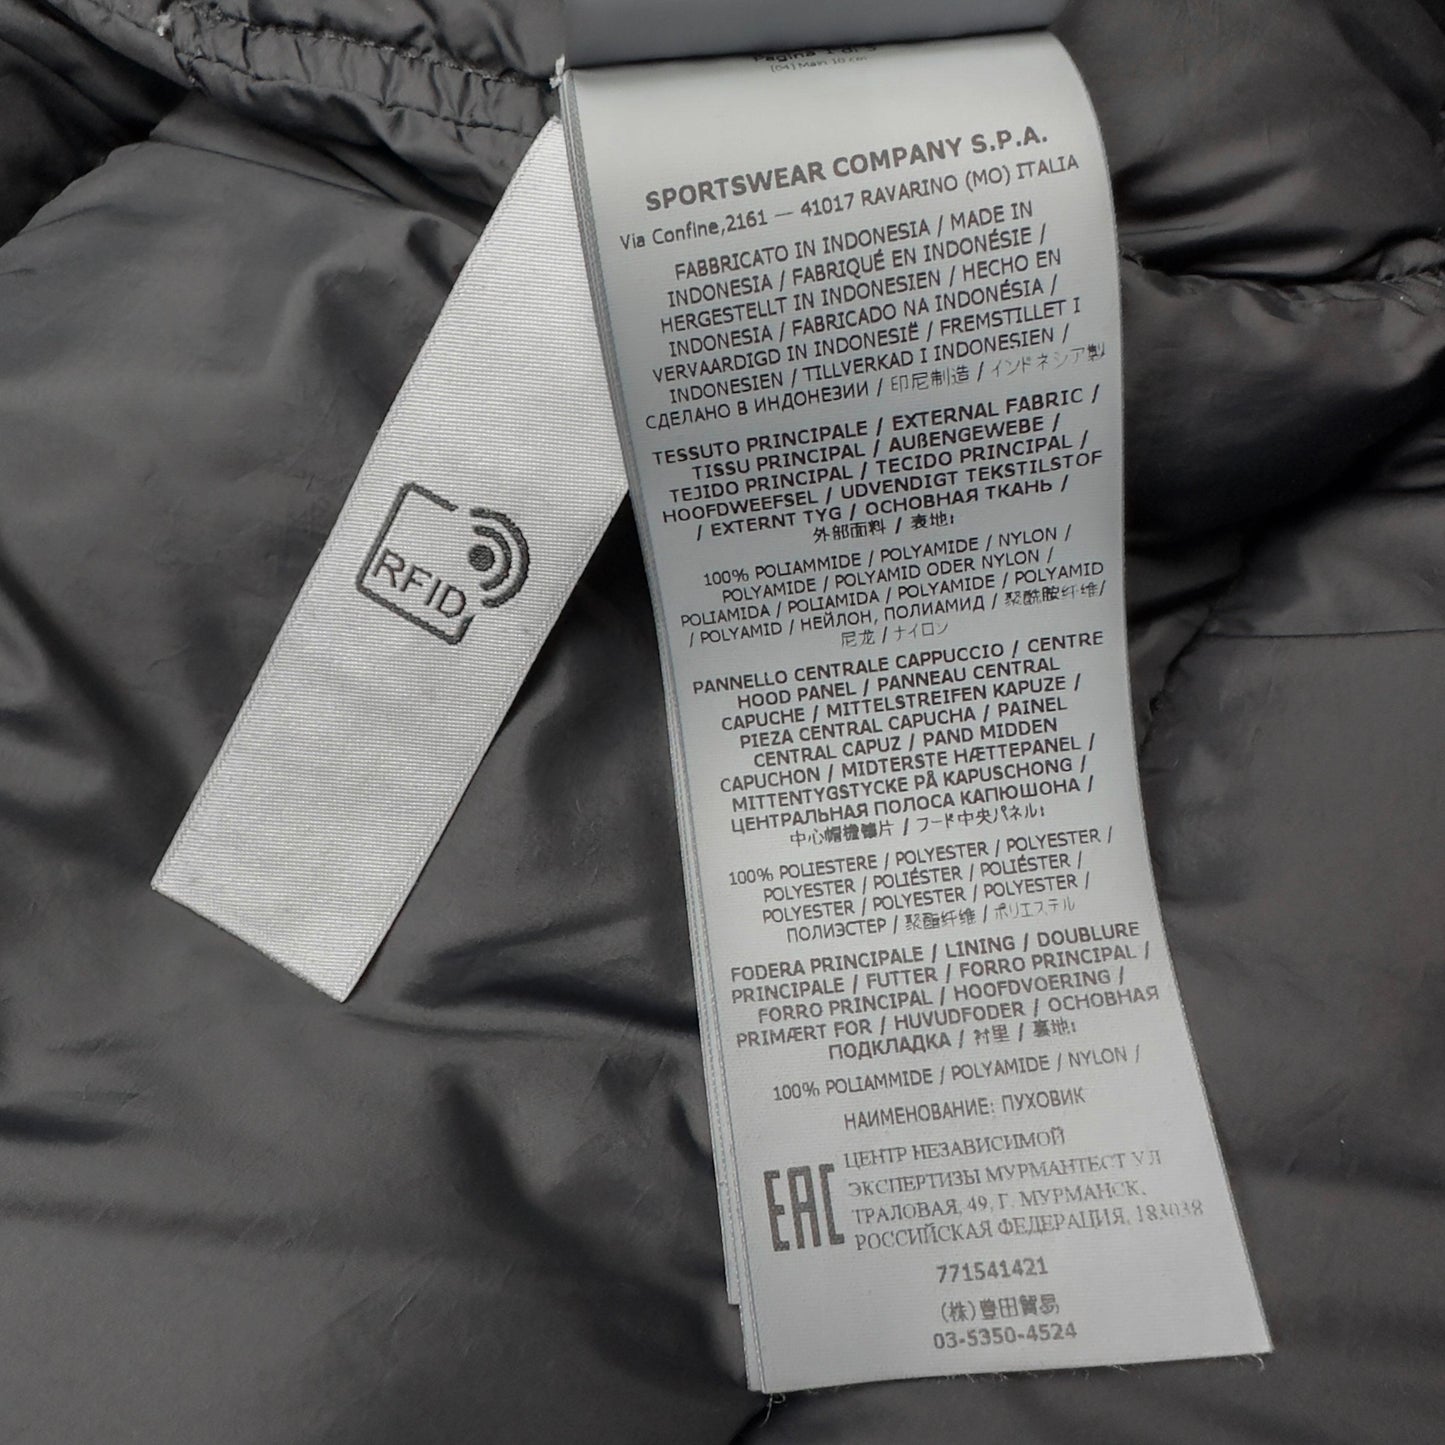 RFID
SPORTSWEAR COMPANY S.P.A.
Via Confine,2161 — 41017 RAVARINO (MO) ITALIA
FABBRICATO IN INDONESIA / MADE IN
INDONESIA / FABRIQUÉ EN INDONÉSIE /
HERGESTELLT IN INDONESIEN / HECHO EN
INDONESIA / FABRICADO NA INDONÉSIA /
VERVAARDIGD IN INDONESIË / FREMSTILLET I
INDONESIEN / TILLVERKAD I INDONESIEN /
СДЕЛАНО В ИНДОНЕЗИИ / 印尼制造 / インドネシア製
TESSUTO PRINCIPALE / EXTERNAL FABRIC /
TISSU PRINCIPAL / AUßENGEWEBE /
TEJIDO PRINCIPAL / TECIDO PRINCIPAL /
HOOFDWEEFSEL / UDVENDIGT TEKSTILSTOF
/ EXTERNT TYG / ОСНОВНАЯ ТКАНЬ /
外部面料 / 表地:
100% POLIAMMIDE / POLYAMIDE / NYLON /
POLYAMIDE / POLYAMID ODER NYLON /
POLIAMIDA / POLIAMIDA / POLYAMIDE / POLYAMID
/ POLYAMID / НЕЙЛОН, ПОЛИАМИД / 聚酰胺纤维/
尼龙 / ナイロン
PANNELLO CENTRALE CAPPUCCIO / CENTRE
HOOD PANEL / PANNEAU CENTRAL
CAPUCHE / MITTELSTREIFEN KAPUZE /
PIEZA CENTRAL CAPUCHA / PAINEL
CENTRAL CAPUZ / PAND MIDDEN
CAPUCHON / MIDTERSTE HÆTTEPANEL /
MITTENTYGSTYCKE PÅ KAPUSCHONG /
ЦЕНТРАЛЬНАЯ ПОЛОСА КАПЮШОНА /
/ フード中央パネル:
100% POLIESTERE / POLYESTER / POLYESTER /
POLYESTER / POLIÉSTER / POLIÉSTER /
POLYESTER / POLYESTER / POLYESTER /
ПОЛИЭСТЕР / 聚酯纤维 / ポリエステル
FODERA PRINCIPALE / LINING / DOUBLURE
PRINCIPALE / FUTTER / FORRO PRINCIPAL /
FORRO PRINCIPAL / HOOFDVOERING /
PRIMÆRT FOR / HUVUDFODER / ОСНОВНАЯ
ПОДКЛАДКА / 衬里 / 裏地:
100% POLIAMMIDE / POLYAMIDE / NYLON /
НАИМЕНОВАНИЕ: ПУХОВИК
EAC
ЦЕНТР НЕЗАВИСИМОЙ
ЭКСПЕРТИЗЫ МУРМАНТЕСТ УЛ
ТРАЛОВАЯ, 49, Г. МУРМАНСК,
РОССИЙСКАЯ ФЕДЕРАЦИЯ, 183038
771541421
(株)豊田貿易
03-5350-4524